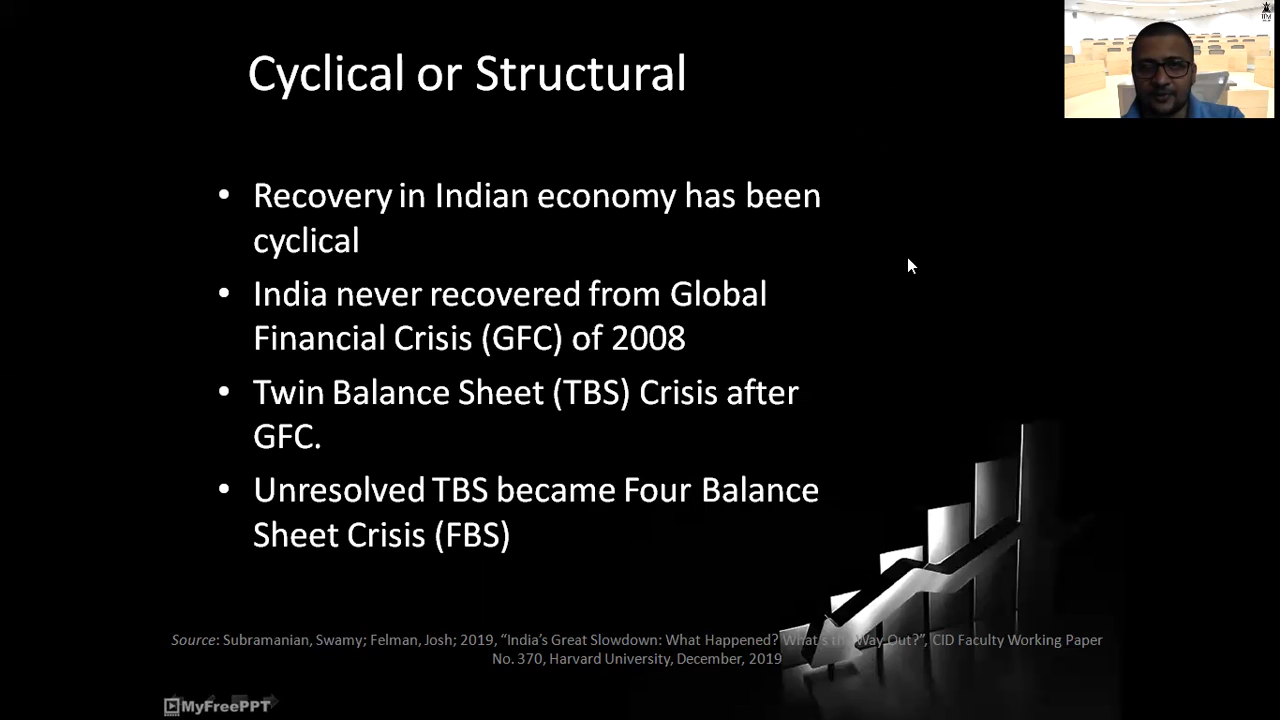 Cyclical or Structural
• Recovery in Indian economy has been
cyclical
• India never recovered from Global
Financial Crisis (GFC) of 2008
• Twin Balance Sheet (TBS) Crisis after
GFC.
• Unresolved TBS became Four Balance
Sheet Crisis (FBS)
Source: Subramanian, Swamy; Felman, Josh; 2019, “India’s Great Slowdown: What Happened? What’s the Way Out?”, CID Faculty Working Paper
No. 370, Harvard University, December, 2019
MyFreePPT